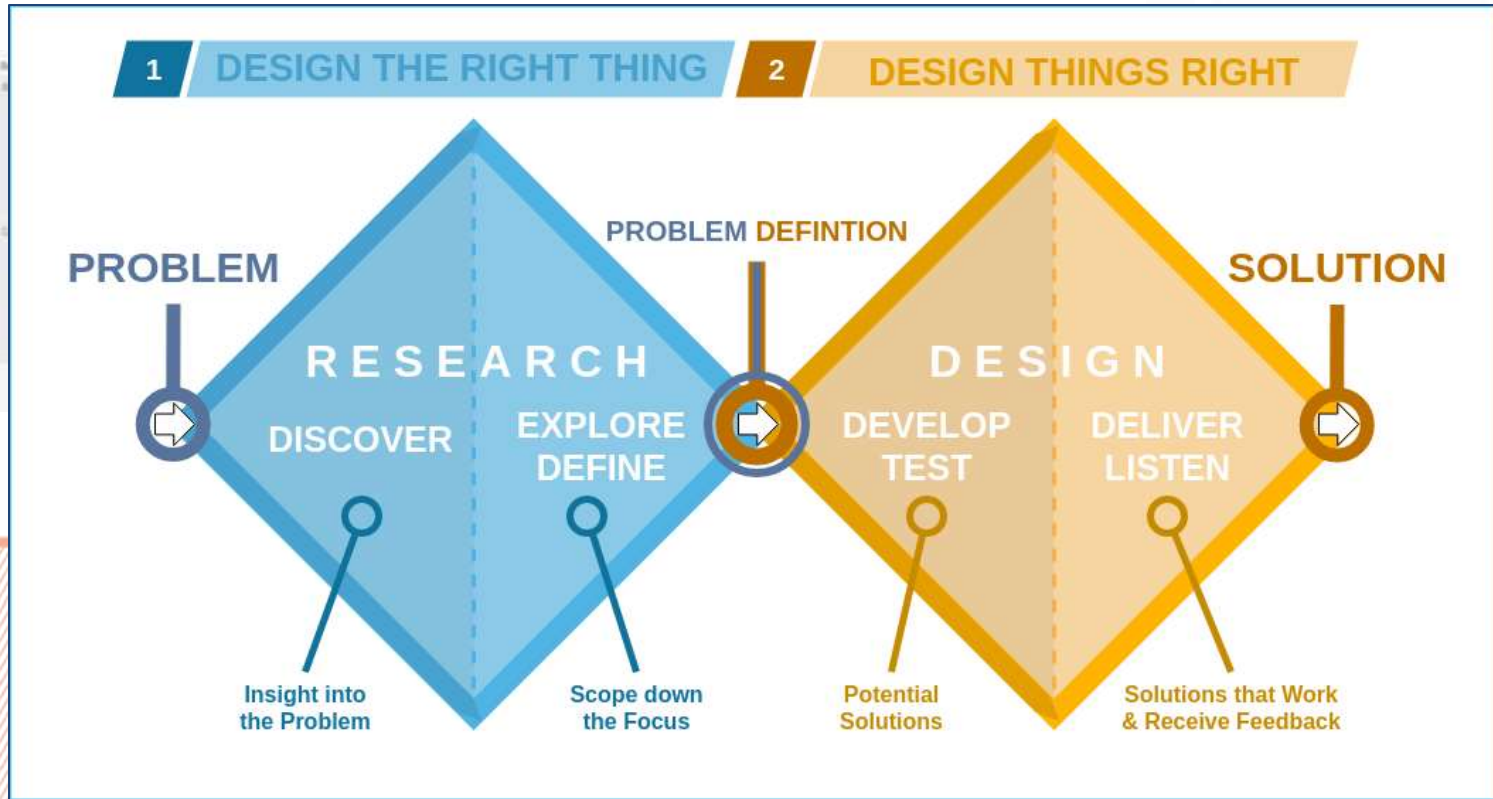 1
DESIGN THE RIGHT THING
2
DESIGN THINGS RIGHT
PROBLEM DEFINTION
PROBLEM
SOLUTION
RESEARCH
DESIGN
DISCOVER
EXPLORE
DEFINE
DEVELOP
TEST
DELIVER
LISTEN
Insight into
the Problem
Scope down
the Focus
Potential
Solutions
Solutions that Work
& Receive Feedback